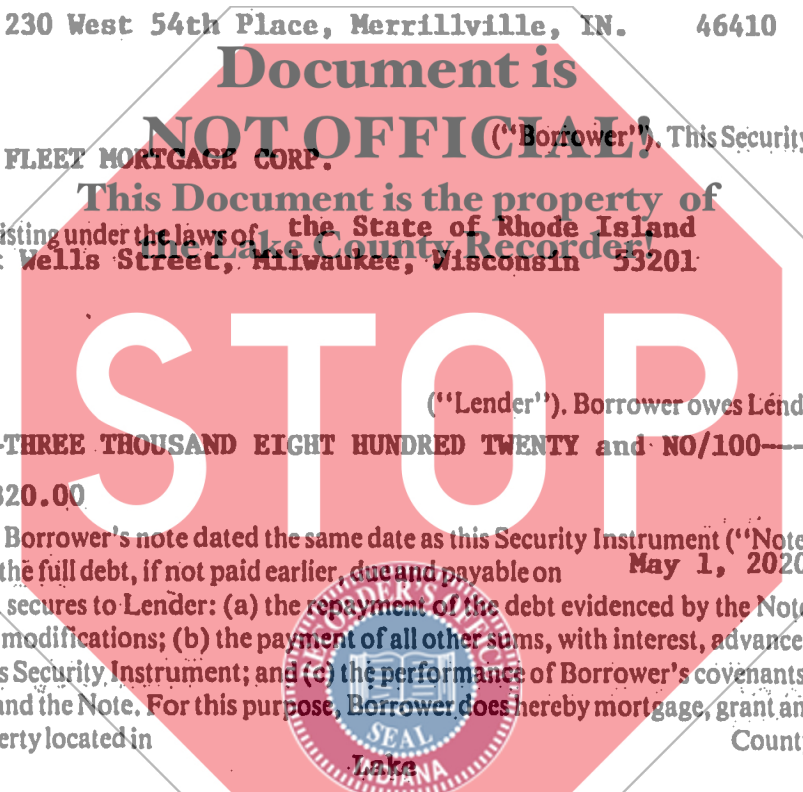 230 West 54th Place, Merrillville, IN. 46410
Document is
NOT OFFICIAL!
("Borrower"). This Security
FLEET MORTGAGE CORP.
This Document is the property of
isting under the laws of the State of Rhode Island
the Lake County Recorder!
Wells Street, Milwaukee, Wisconsin 53201
STOP
("Lender"). Borrower owes Lend
-THREE THOUSAND EIGHT HUNDRED TWENTY and NO/100----
820.00
Borrower's note dated the same date as this Security Instrument ("Note
the full debt, if not paid earlier, due and payable on May 1, 2020
secures to Lender: (a) the repayment of the debt evidenced by the Note
modifications; (b) the payment of all other sums, with interest, advance
s Security Instrument; and (c) the performance of Borrower's covenants
and the Note. For this purpose, Borrower does hereby mortgage, grant an
erty located in Count
Lake
RECORDER'S OFFICE
SEAL
INDIANA